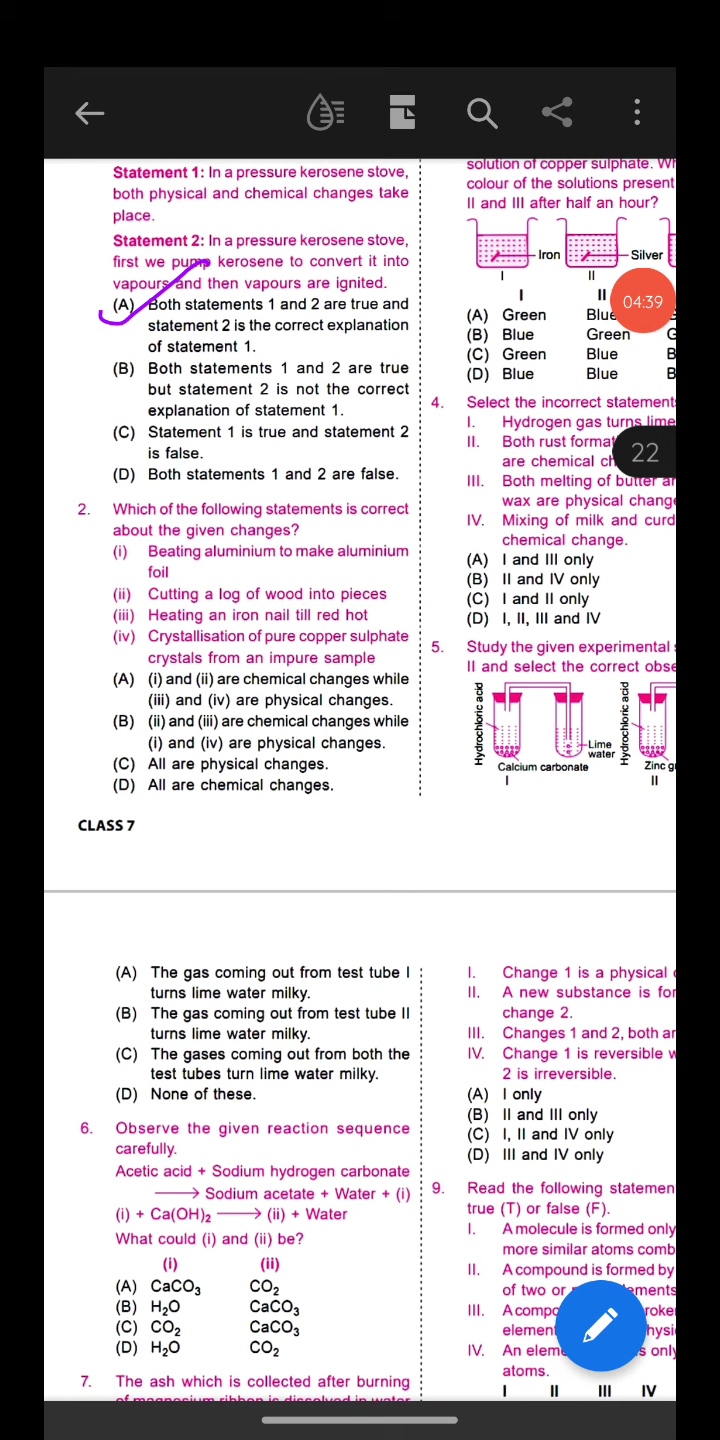 Statement 1: In a pressure kerosene stove,
both physical and chemical changes take
place.
Statement 2: In a pressure kerosene stove,
first we pump kerosene to convert it into
vapours and then vapours are ignited.
(A) Both statements 1 and 2 are true and
statement 2 is the correct explanation
of statement 1.
(B) Both statements 1 and 2 are true
but statement 2 is not the correct
explanation of statement 1.
(C) Statement 1 is true and statement 2
is false.
(D) Both statements 1 and 2 are false.
2. Which of the following statements is correct
about the given changes?
(i) Beating aluminium to make aluminium
foil
(ii) Cutting a log of wood into pieces
(iii) Heating an iron nail till red hot
(iv) Crystallisation of pure copper sulphate
crystals from an impure sample
(A) (i) and (ii) are chemical changes while
(iii) and (iv) are physical changes.
(B) (ii) and (iii) are chemical changes while
(i) and (iv) are physical changes.
(C) All are physical changes.
(D) All are chemical changes.
CLASS 7
solution of copper sulphate.
colour of the solutions present
II and III after half an hour?
Iron
Silver
I
II
I II
04:39
(A) Green Blue
(B) Blue Green G
(C) Green Blue B
(D) Blue Blue B
4. Select the incorrect statement
I. Hydrogen gas turns lime
II. Both rust
are chemical
22
III. Both melting of butter
wax are physical
IV. Mixing of milk and curd
chemical change.
(A) I and III only
(B) II and IV only
(C) I and II only
(D) I, II, III and IV
5. Study the given experimental
II and select the correct
Hydrochloric acid
Lime
water
Calcium carbonate
I
Hydrochloric acid
Zinc
II
(A) The gas coming out from test tube I
turns lime water milky.
(B) The gas coming out from test tube II
turns lime water milky.
(C) The gases coming out from both the
test tubes turn lime water milky.
(D) None of these.
6. Observe the given reaction sequence
carefully.
Acetic acid + Sodium hydrogen carbonate
⟶ Sodium acetate + Water + (i)
(i) + Ca(OH)₂ ⟶ (ii) + Water
What could (i) and (ii) be?
(i) (ii)
(A) CaCO₃ CO₂
(B) H₂O CaCO₃
(C) CO₂ CaCO₃
(D) H₂O CO₂
7. The ash which is collected after burning
of magnesium ribbon is dissolved in water
I. Change 1 is a physical
II. A new substance is
change 2.
III. Changes 1 and 2, both
IV. Change 1 is reversible
2 is irreversible.
(A) I only
(B) II and III only
(C) I, II and IV only
(D) III and IV only
9. Read the following
true (T) or false (F).
I. A molecule is formed only
more similar atoms
II. A compound is formed by
of two or
III. A
IV. An only
atoms.
I II III IV